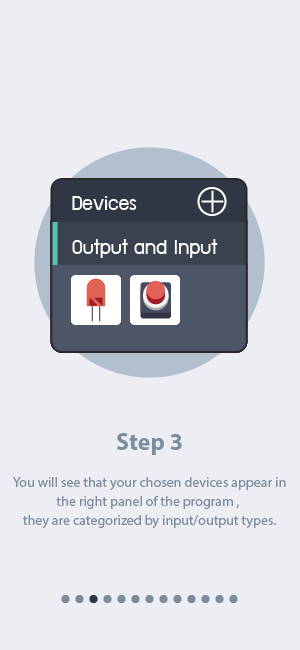 Devices
Output and Input
Step 3
You will see that your chosen devices appear in
the right panel of the program ,
they are categorized by input/output types.